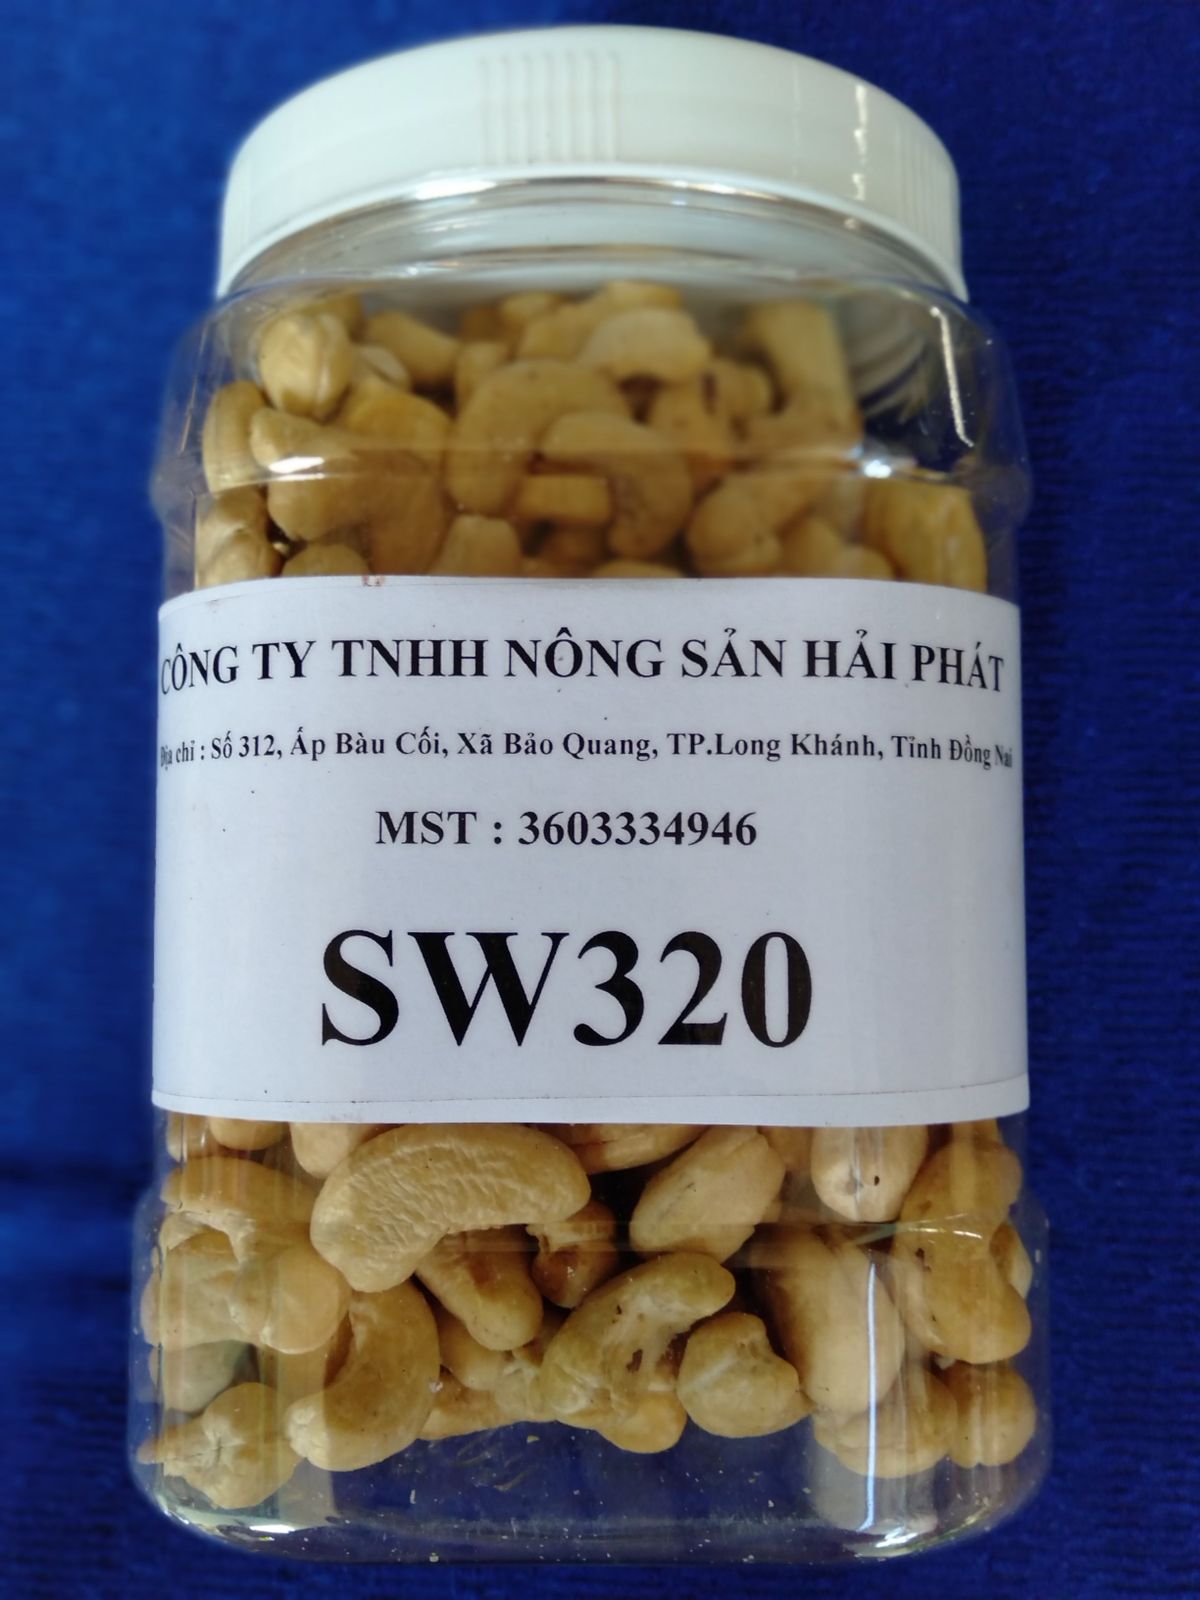 CÔNG TY TNHH NÔNG SẢN HẢI PHÁT
Địa chỉ : Số 312, Ấp Bàu Cối, Xã Bảo Quang, TP.Long Khánh, Tỉnh Đồng Nai
MST : 3603334946
SW320